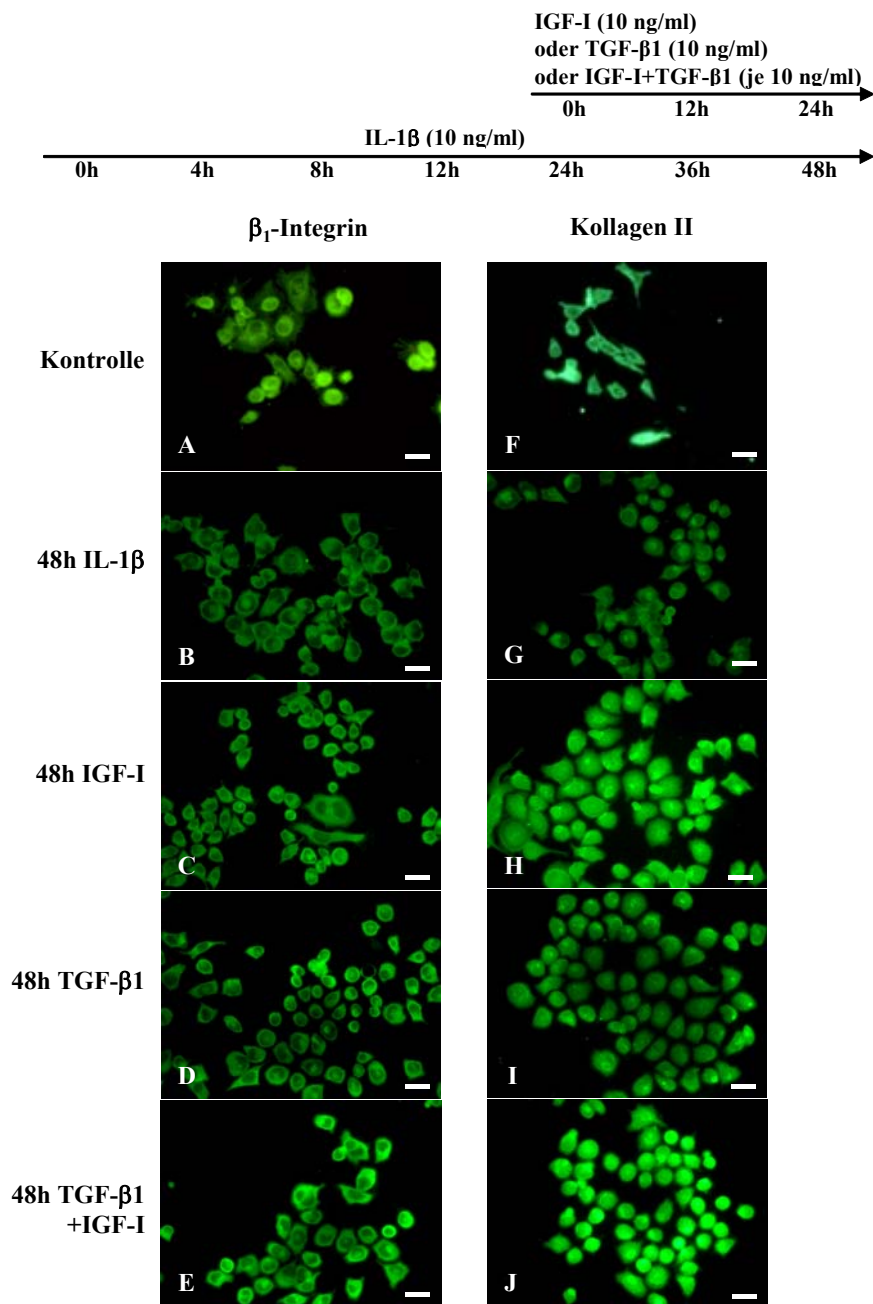 IGF-I (10 ng/ml)
oder TGF-β1 (10 ng/ml)
oder IGF-I+TGF-β1 (je 10 ng/ml)
0h 12h 24h
IL-1β (10 ng/ml)
0h 4h 8h 12h 24h 36h 48h
β1-Integrin Kollagen II
Kontrolle
A F
48h IL-1β
B G
48h IGF-I
C H
48h TGF-β1
D I
48h TGF-β1
+IGF-I
E J